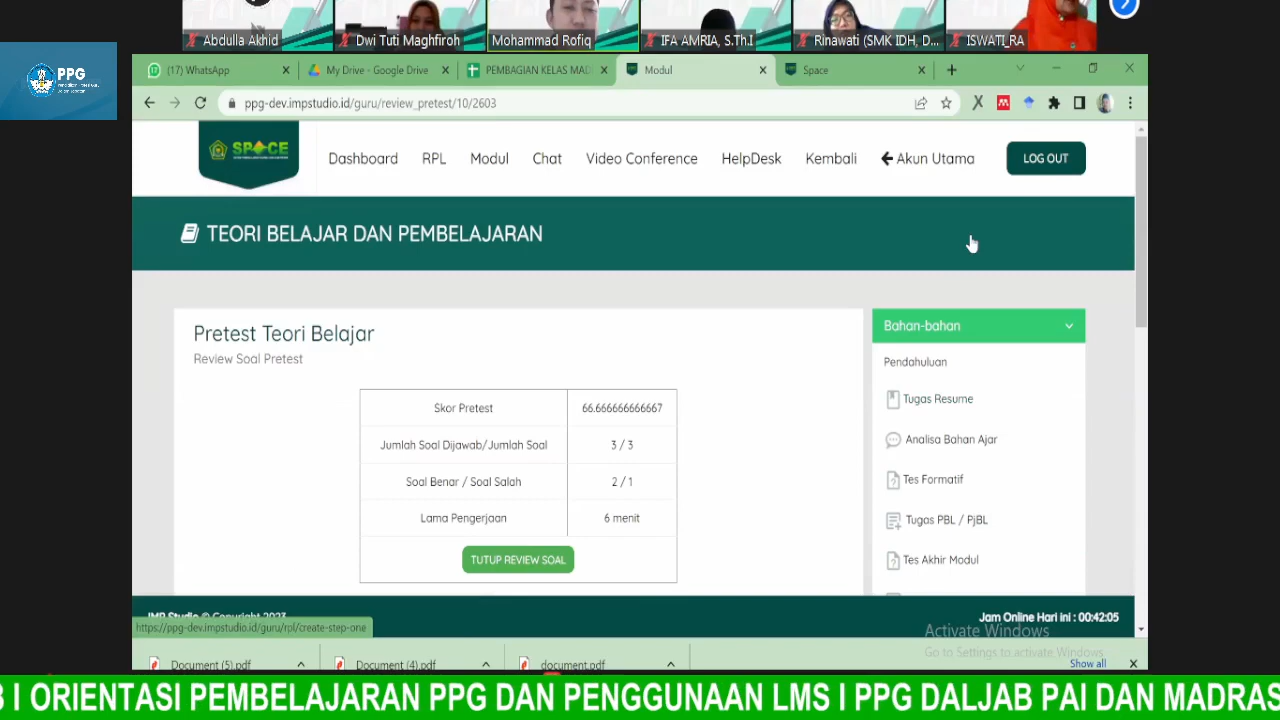 Abdulla Akhid
Dwi Tuti Maghfiroh
Mohammad Rofiq
IFA AMRIA, S.Th.I
Rinawati (SMK IDH, D...
ISWATI_RA
PPG
(17) WhatsApp
My Drive - Google Drive
PEMBAGIAN KELAS MAD
Modul
Space
ppg-dev.impstudio.id/guru/review_pretest/10/2603
SPACE
Dashboard
RPL
Modul
Chat
Video Conference
HelpDesk
Kembali
Akun Utama
LOG OUT
TEORI BELAJAR DAN PEMBELAJARAN
Pretest Teori Belajar
Review Soal Pretest
Skor Pretest 66.666666666667
Jumlah Soal Dijawab/Jumlah Soal 3 / 3
Soal Benar / Soal Salah 2 / 1
Lama Pengerjaan 6 menit
TUTUP REVIEW SOAL
Bahan-bahan
Pendahuluan
Tugas Resume
Analisa Bahan Ajar
Tes Formatif
Tugas PBL / PjBL
Tes Akhir Modul
IMP Studio © Copyright 2023
Jam Online Hari ini : 00:42:05
https://ppg-dev.impstudio.id/guru/rpl/create-step-one
Activate Windows
Go to Settings to activate Windows.
Document (5).pdf
Document (4).pdf
document.pdf
Show all
B I ORIENTASI PEMBELAJARAN PPG DAN PENGGUNAAN LMS I PPG DALJAB PAI DAN MADRAS